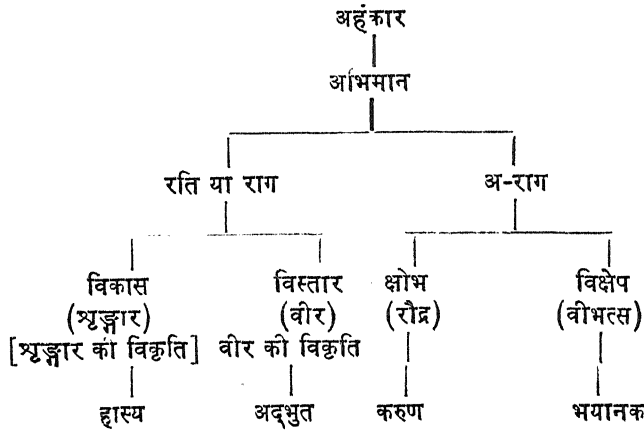 अहंकार
अभिमान
रति या राग अ-राग
विकास विस्तार क्षोभ विक्षेप
(शृङ्गार) (वीर) (रौद्र) (वीभत्स)
[शृङ्गार की विकृति] वीर की विकृति
हास्य अद्भुत करुण भयानक